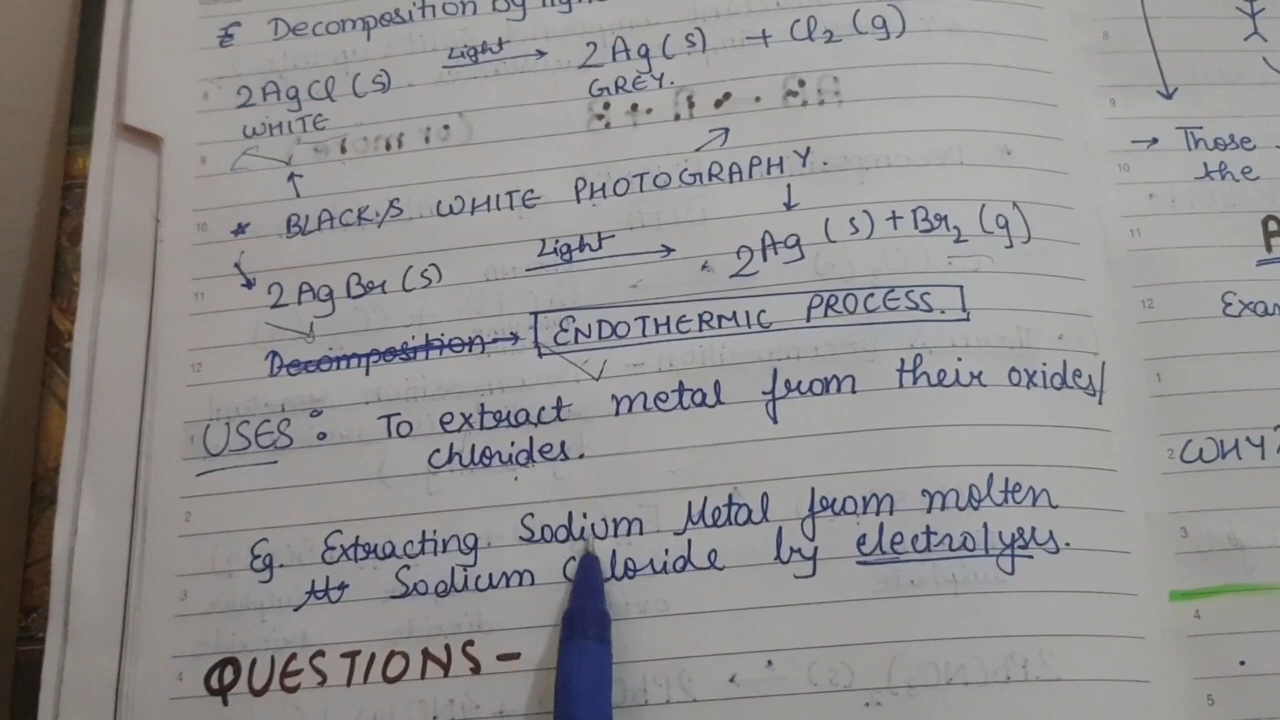 Decomposition by
2AgCl (s) Light → 2Ag (s) + Cl2 (g)
WHITE GREY.
* BLACK & WHITE PHOTOGRAPHY.
2AgBr (s) Light → 2Ag (s) + Br2 (g)
Decomposition → ENDOTHERMIC PROCESS.
USES: To extract metal from their oxides/
chlorides.
Eg. Extracting Sodium Metal from molten
Sodium Chloride by electrolysis.
QUESTIONS -
→ Those
the
WHY?